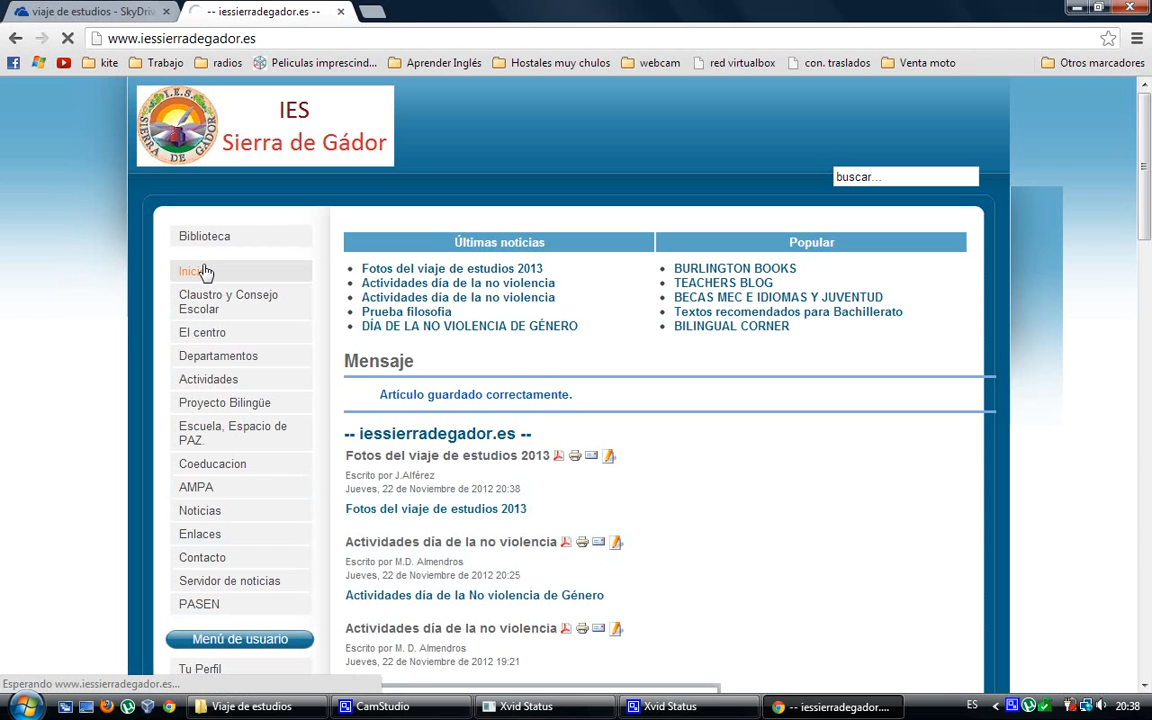 viaje de estudios - SkyDriv
-- iessierradegador.es --
www.iessierradegador.es
kite
Trabajo
radios
Peliculas imprescind...
Aprender Inglés
Hostales muy chulos
webcam
red virtualbox
con. traslados
Venta moto
Otros marcadores
I.E.S. SIERRA DE GADOR
IES
Sierra de Gádor
buscar...
Biblioteca
Inicio
Claustro y Consejo
Escolar
El centro
Departamentos
Actividades
Proyecto Bilingüe
Escuela, Espacio de
PAZ.
Coeducacion
AMPA
Noticias
Enlaces
Contacto
Servidor de noticias
PASEN
Menú de usuario
Tu Perfil
Últimas noticias
Fotos del viaje de estudios 2013
Actividades día de la no violencia
Actividades día de la no violencia
Prueba filosofia
DÍA DE LA NO VIOLENCIA DE GÉNERO
Popular
BURLINGTON BOOKS
TEACHERS BLOG
BECAS MEC E IDIOMAS Y JUVENTUD
Textos recomendados para Bachillerato
BILINGUAL CORNER
Mensaje
Artículo guardado correctamente.
-- iessierradegador.es --
Fotos del viaje de estudios 2013
Escrito por J.Alférez
Jueves, 22 de Noviembre de 2012 20:38
Fotos del viaje de estudios 2013
Actividades día de la no violencia
Escrito por M.D. Almendros
Jueves, 22 de Noviembre de 2012 20:25
Actividades día de la No violencia de Género
Actividades día de la no violencia
Escrito por M. D. Almendros
Jueves, 22 de Noviembre de 2012 19:21
Esperando www.iessierradegador.es...
Viaje de estudios
CamStudio
Xvid Status
Xvid Status
-- iessierradegador....
ES
20:38